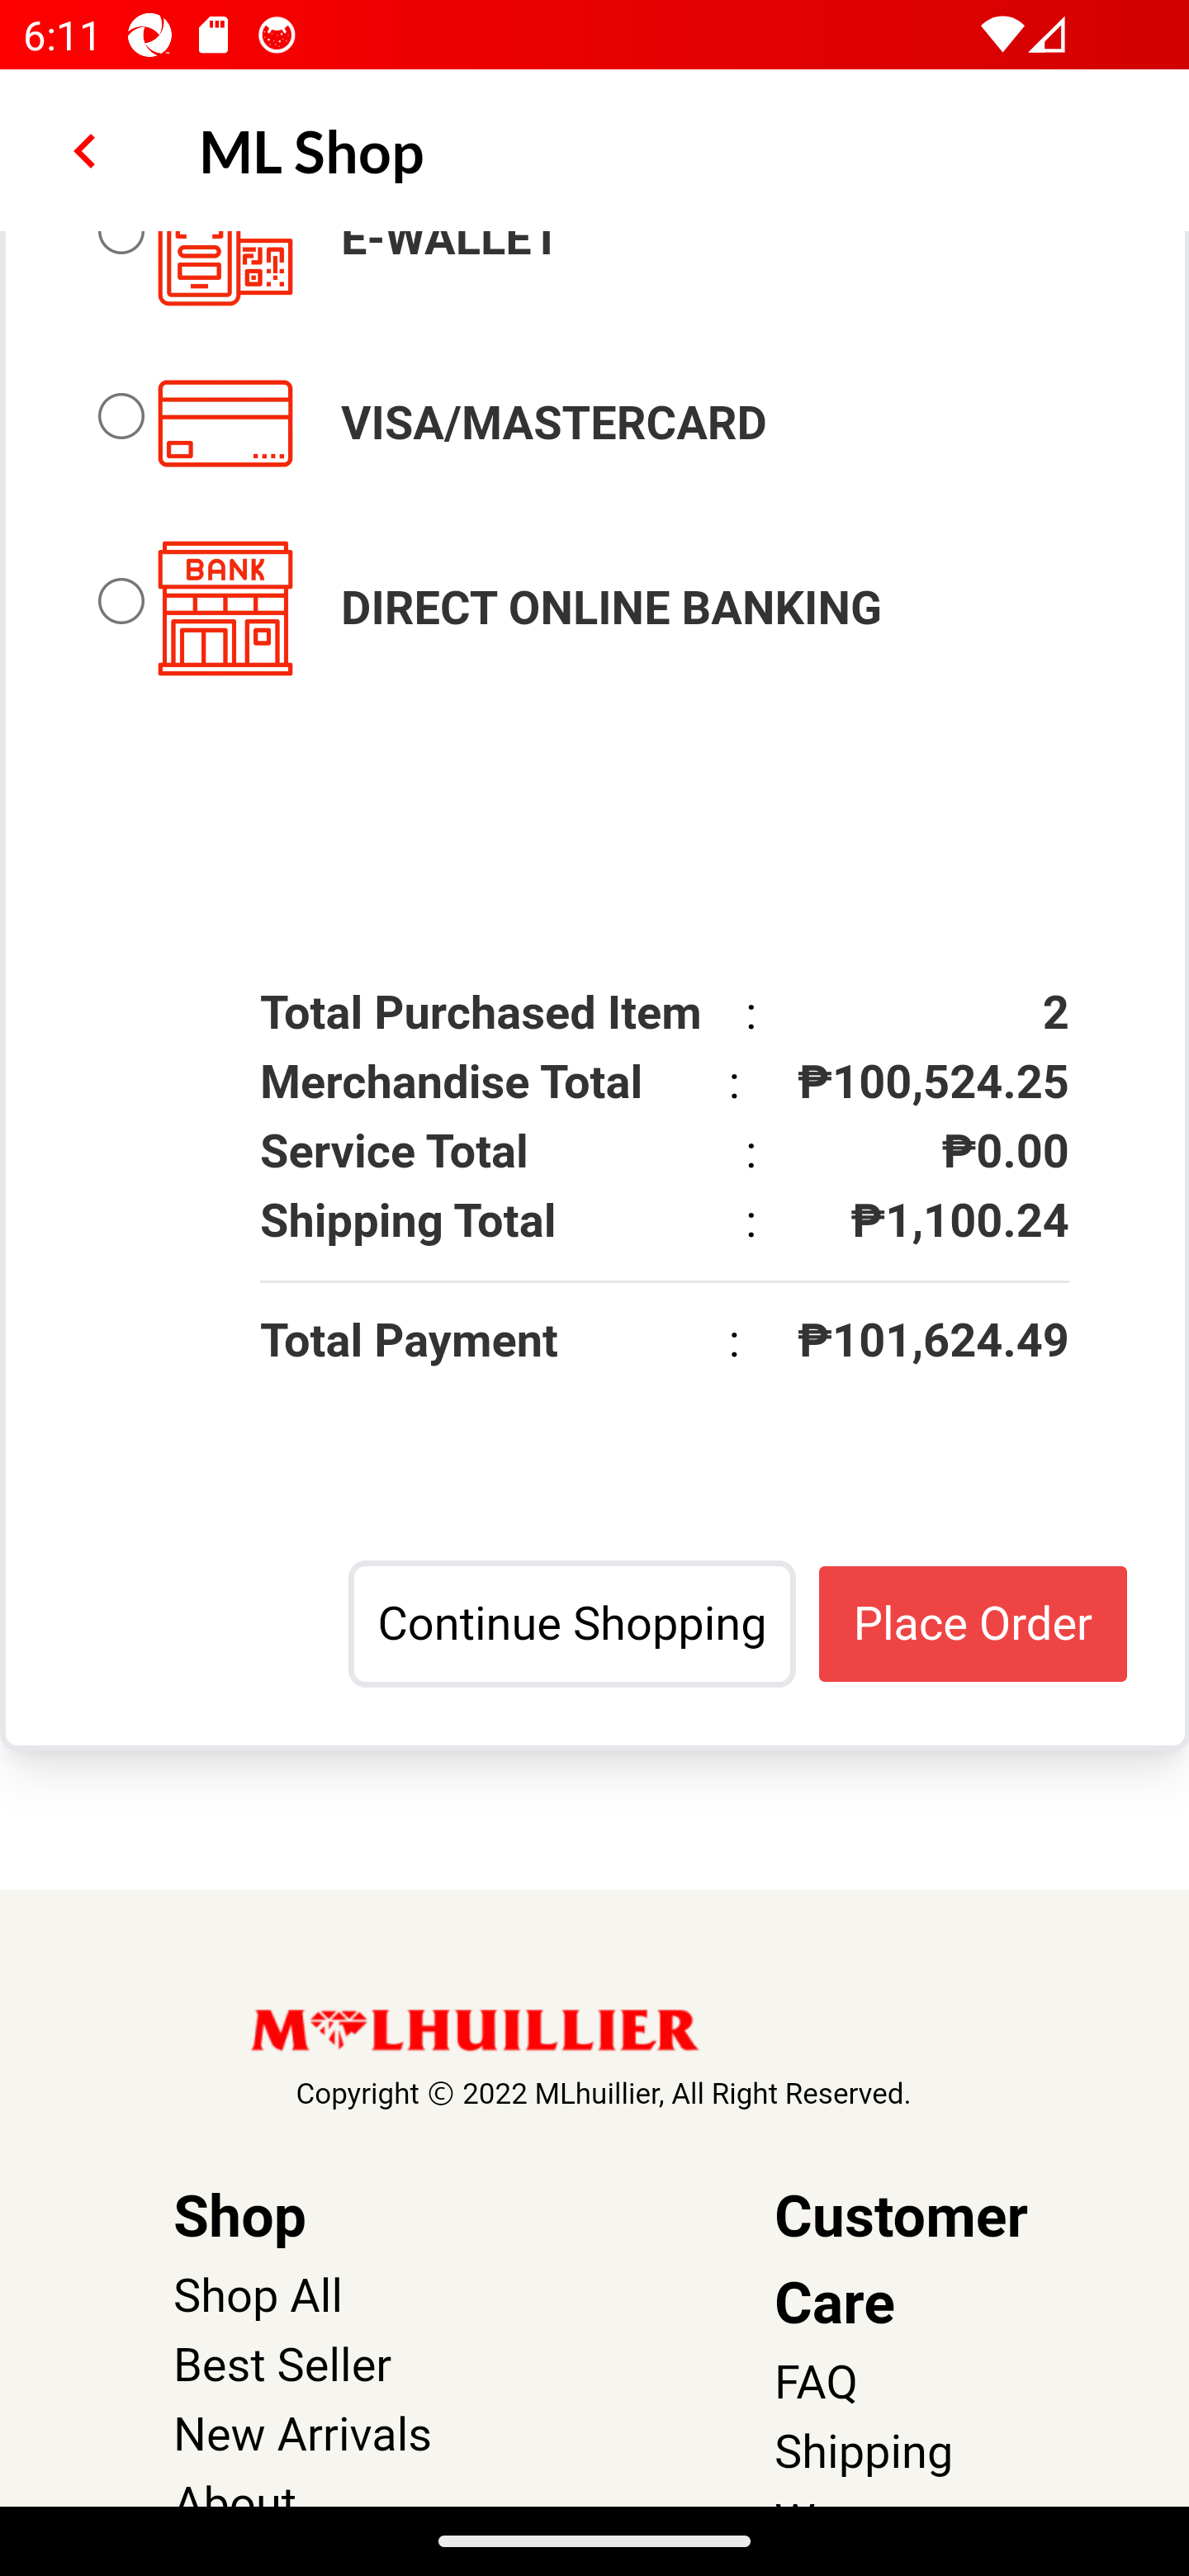 6:11
ML Shop
E-WALLET
VISA/MASTERCARD
BANK
DIRECT ONLINE BANKING
Total Purchased Item : 2
Merchandise Total : ₱100,524.25
Service Total : ₱0.00
Shipping Total : ₱1,100.24
Total Payment : ₱101,624.49
Continue Shopping
Place Order
M LHUILLIER
Copyright © 2022 MLhuillier, All Right Reserved.
Shop
Shop All
Best Seller
New Arrivals
About
Customer
Care
FAQ
Shipping